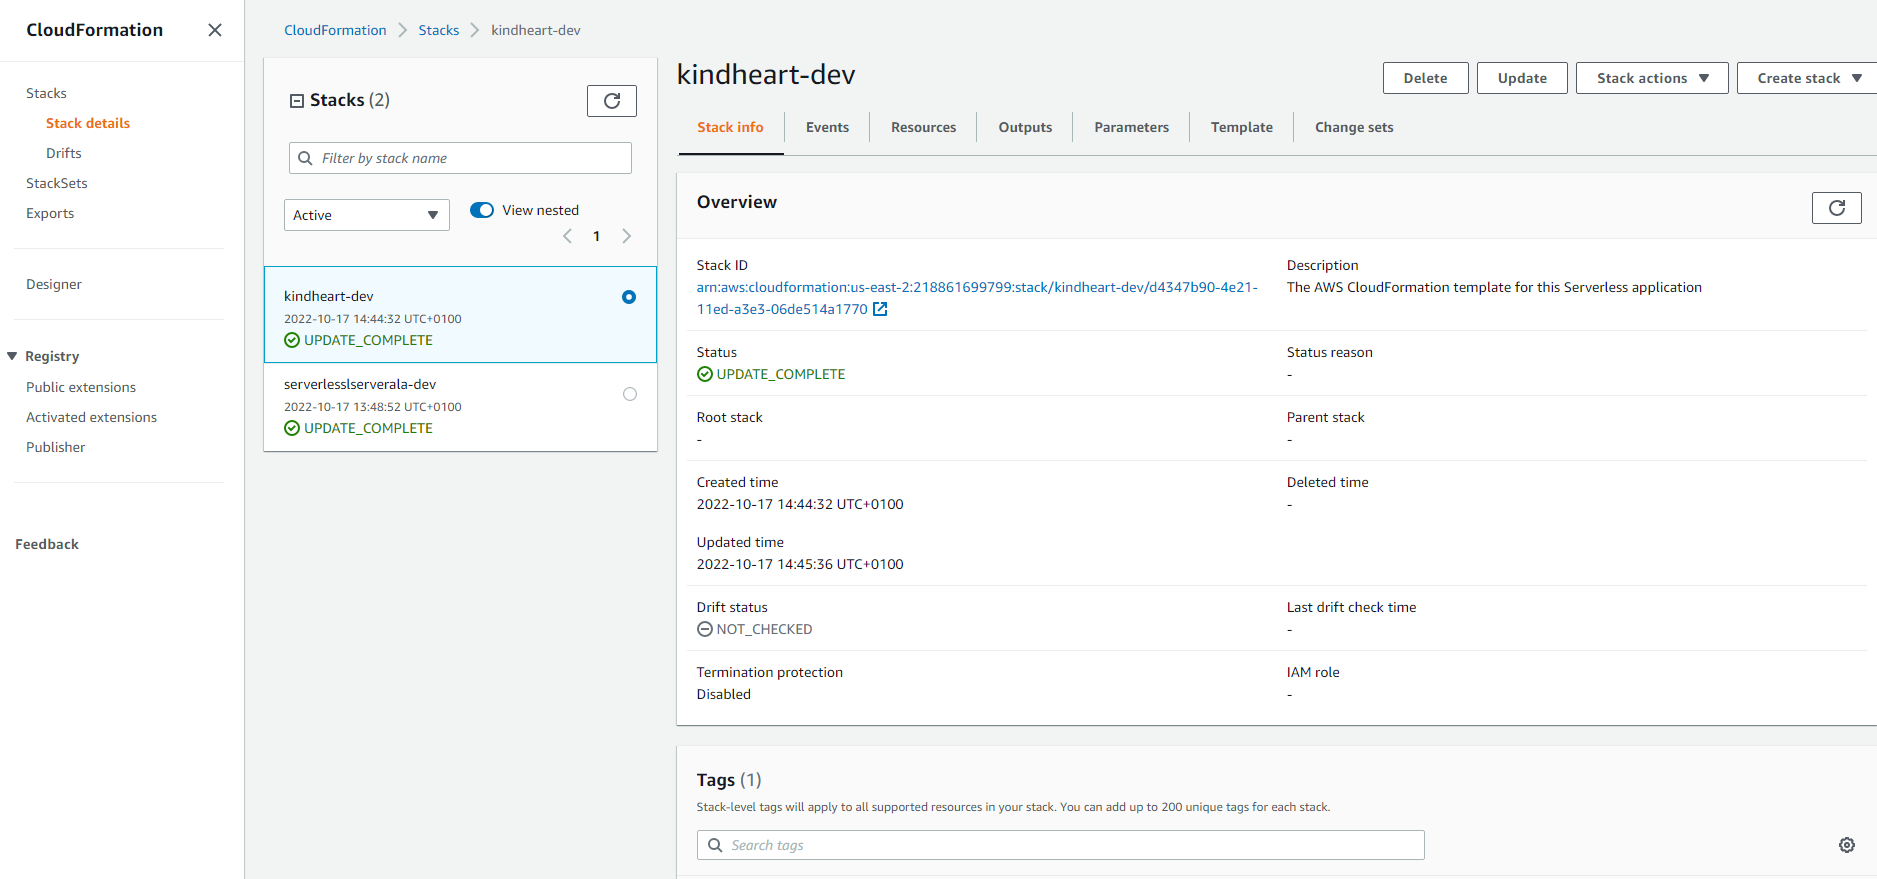 CloudFormation
Stacks
Stack details
Drifts
StackSets
Exports
Designer
Registry
Public extensions
Activated extensions
Publisher
Feedback
CloudFormation
Stacks
kindheart-dev
Stacks (2)
Filter by stack name
Active
View nested
1
kindheart-dev
2022-10-17 14:44:32 UTC+0100
UPDATE_COMPLETE
serverlesslserverala-dev
2022-10-17 13:48:52 UTC+0100
UPDATE_COMPLETE
kindheart-dev
Delete
Update
Stack actions
Create stack
Stack info
Events
Resources
Outputs
Parameters
Template
Change sets
Overview
Stack ID
arn:aws:cloudformation:us-east-2:218861699799:stack/kindheart-dev/d4347b90-4e21-
11ed-a3e3-06de514a1770
Description
The AWS CloudFormation template for this Serverless application
Status
UPDATE_COMPLETE
Status reason
-
Root stack
-
Parent stack
-
Created time
2022-10-17 14:44:32 UTC+0100
Deleted time
-
Updated time
2022-10-17 14:45:36 UTC+0100
Drift status
NOT_CHECKED
Last drift check time
-
Termination protection
Disabled
IAM role
-
Tags (1)
Stack-level tags will apply to all supported resources in your stack. You can add up to 200 unique tags for each stack.
Search tags